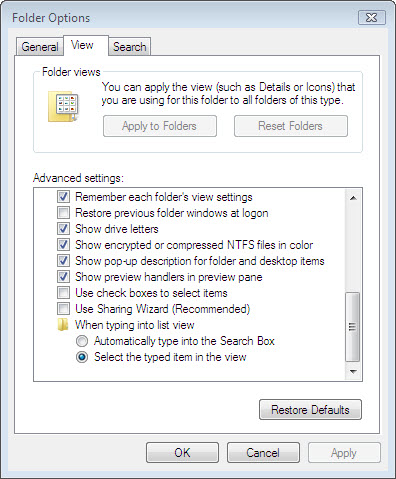 Folder Options
General
View
Search
Folder views
You can apply the view (such as Details or Icons) that
you are using for this folder to all folders of this type.
Apply to Folders
Reset Folders
Advanced settings:
Remember each folder's view settings
Restore previous folder windows at logon
Show drive letters
Show encrypted or compressed NTFS files in color
Show pop-up description for folder and desktop items
Show preview handlers in preview pane
Use check boxes to select items
Use Sharing Wizard (Recommended)
When typing into list view
Automatically type into the Search Box
Select the typed item in the view
Restore Defaults
OK
Cancel
Apply